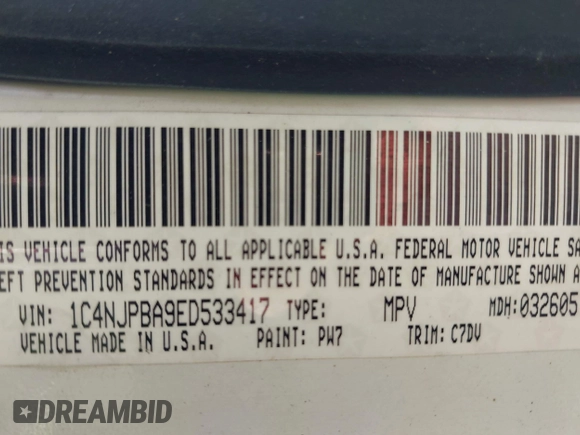 IS VEHICLE CONFORMS TO ALL APPLICABLE U.S.A. FEDERAL MOTOR VEHICLE SA
EFT PREVENTION STANDARDS IN EFFECT ON THE DATE OF MANUFACTURE SHOWN A
VIN: 1C4NJPBA9ED533417 TYPE: MPV MDH:032605
VEHICLE MADE IN U.S.A. PAINT: PW7 TRIM: C7DV
DREAMBID